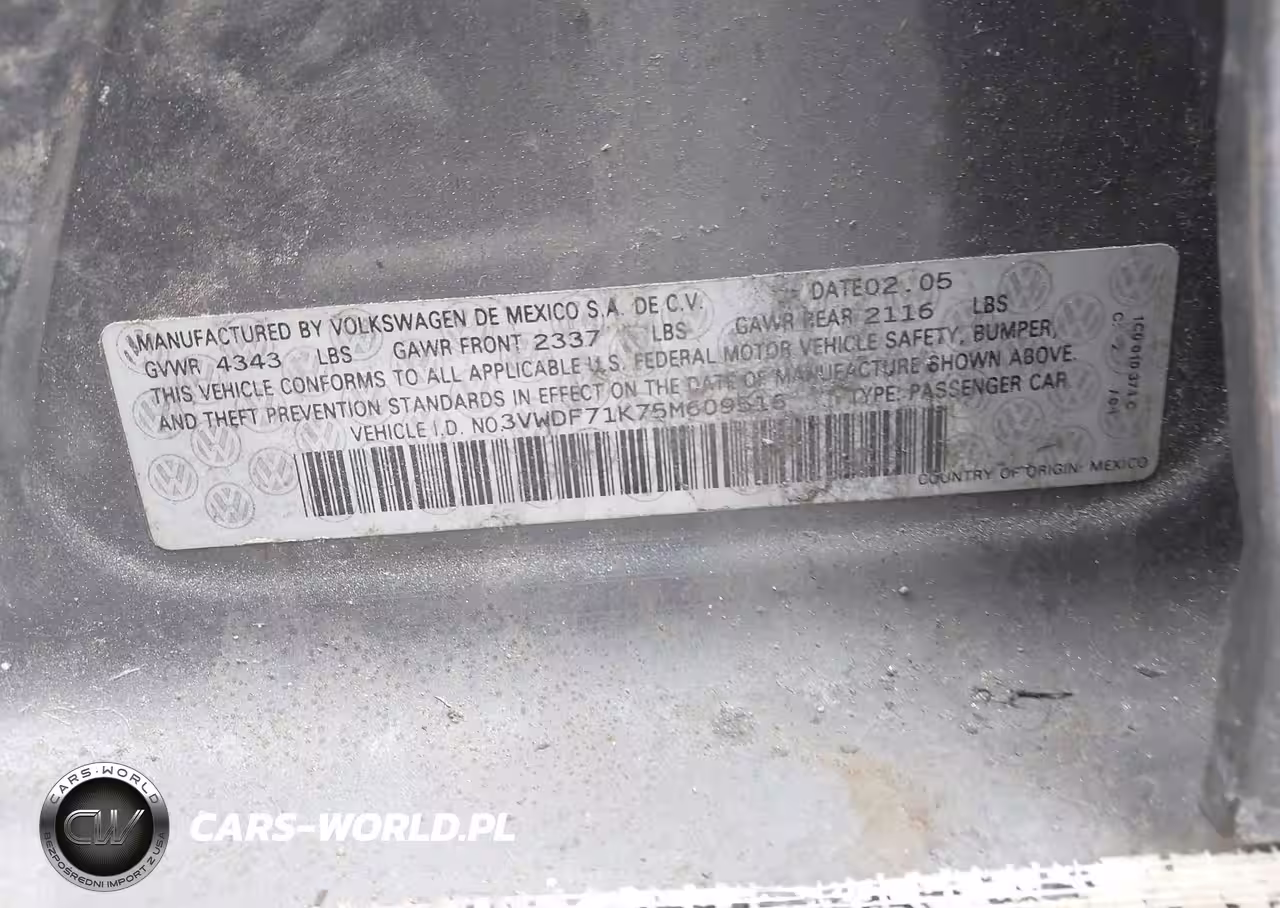 MANUFACTURED BY VOLKSWAGEN DE MEXICO S.A. DE C.V. DATE02.05
GVWR 4343 LBS GAWR FRONT 2337 LBS GAWR REAR 2116 LBS
THIS VEHICLE CONFORMS TO ALL APPLICABLE U.S. FEDERAL MOTOR VEHICLE SAFETY, BUMPER,
AND THEFT PREVENTION STANDARDS IN EFFECT ON THE DATE OF MANUFACTURE SHOWN ABOVE.
VEHICLE I.D. NO3VWDF71K75M609516 TYPE: PASSENGER CAR
COUNTRY OF ORIGIN: MEXICO
CARS-WORLD
CW
BEZPOŚREDNI IMPORT Z USA
CARS-WORLD.PL